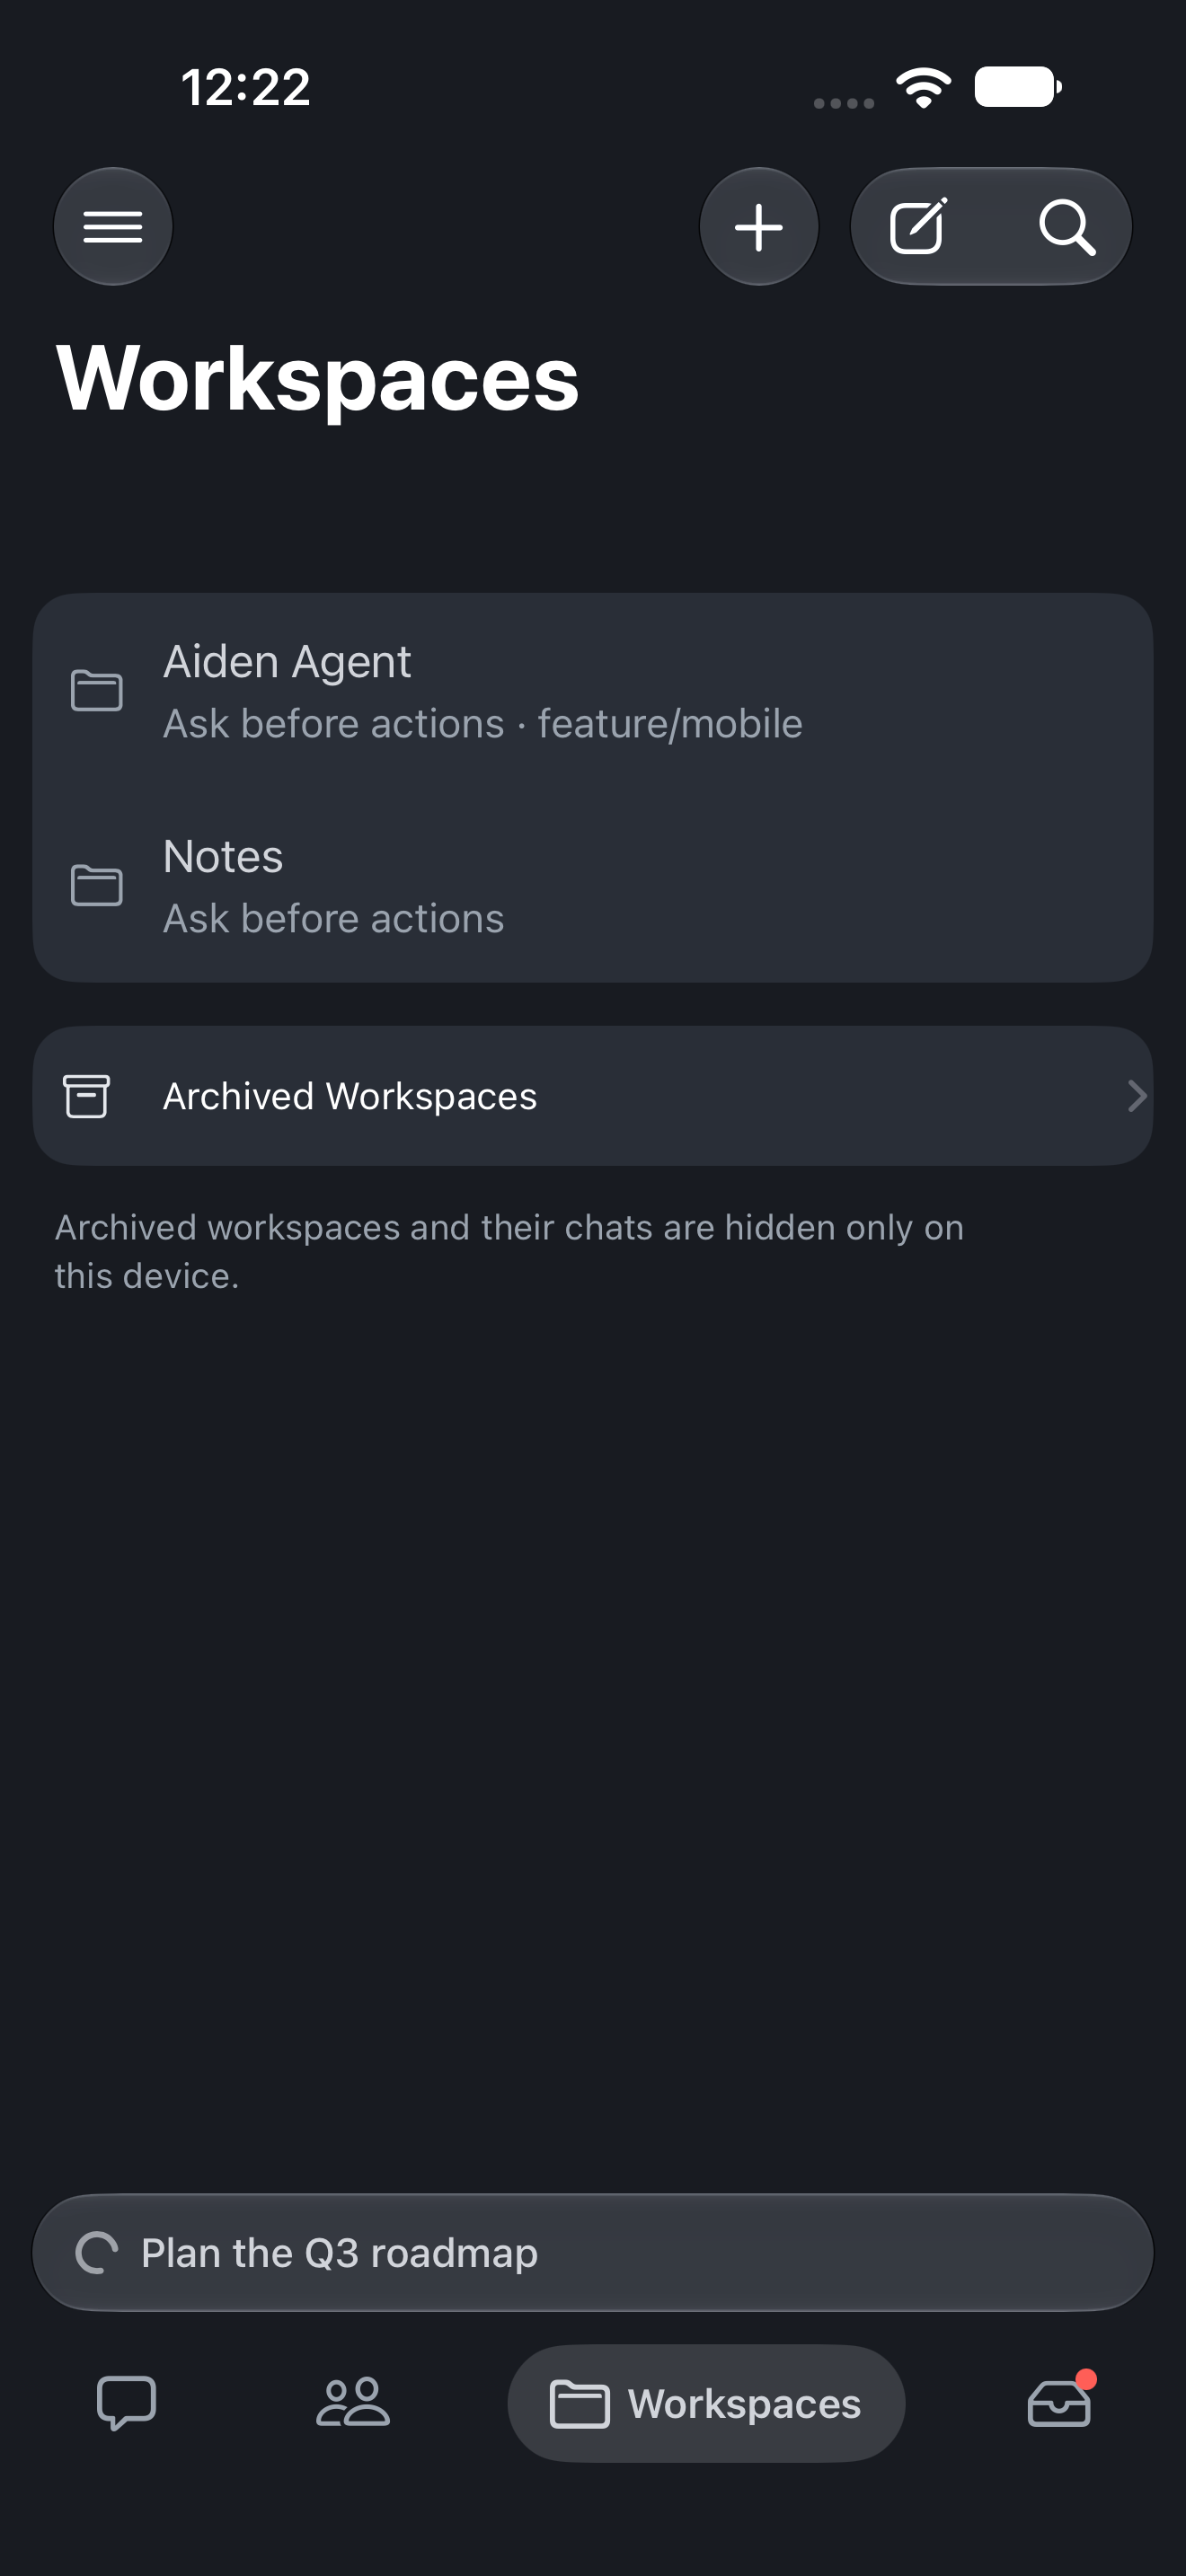 12:22
Workspaces
Aiden Agent
Ask before actions · feature/mobile
Notes
Ask before actions
Archived Workspaces
Archived workspaces and their chats are hidden only on
this device.
Plan the Q3 roadmap
Workspaces